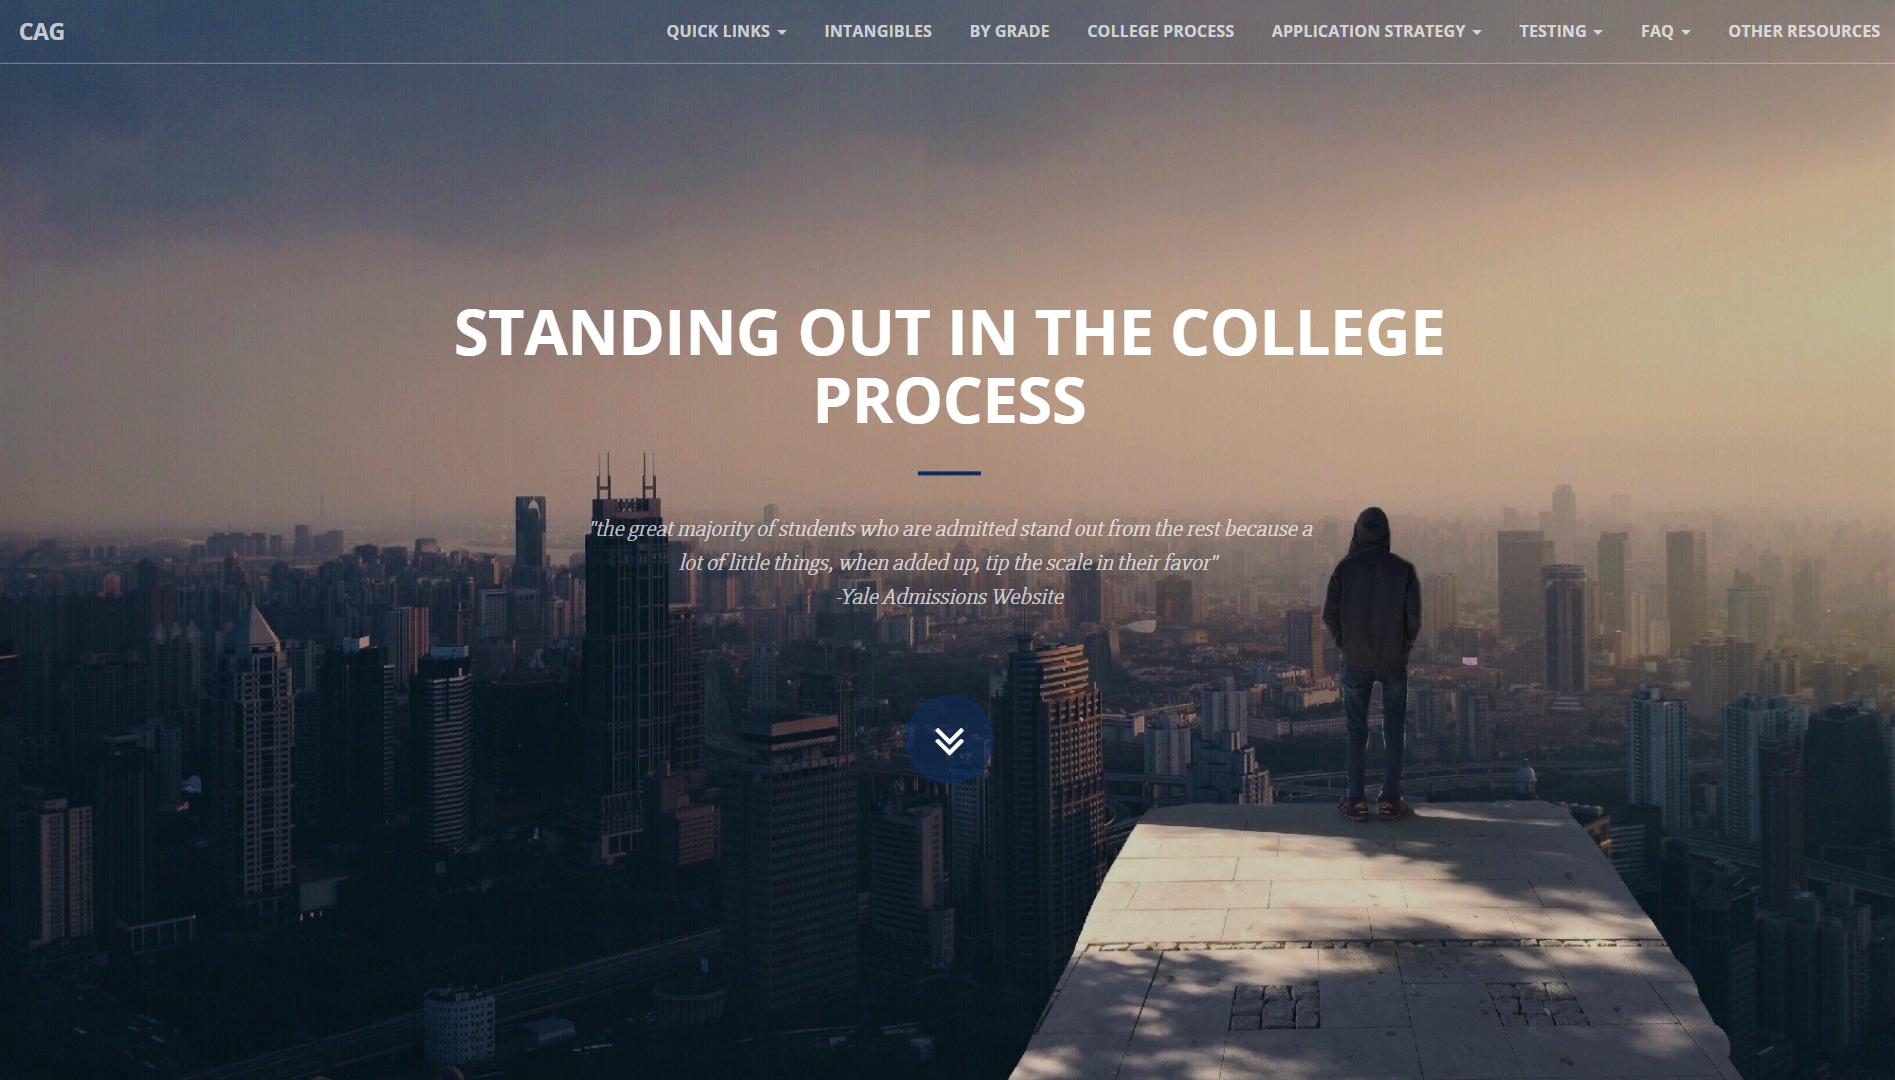 CAG
QUICK LINKS
INTANGIBLES
BY GRADE
COLLEGE PROCESS
APPLICATION STRATEGY
TESTING
FAQ
OTHER RESOURCES
STANDING OUT IN THE COLLEGE
PROCESS
"the great majority of students who are admitted stand out from the rest because a
lot of little things, when added up, tip the scale in their favor"
-Yale Admissions Website